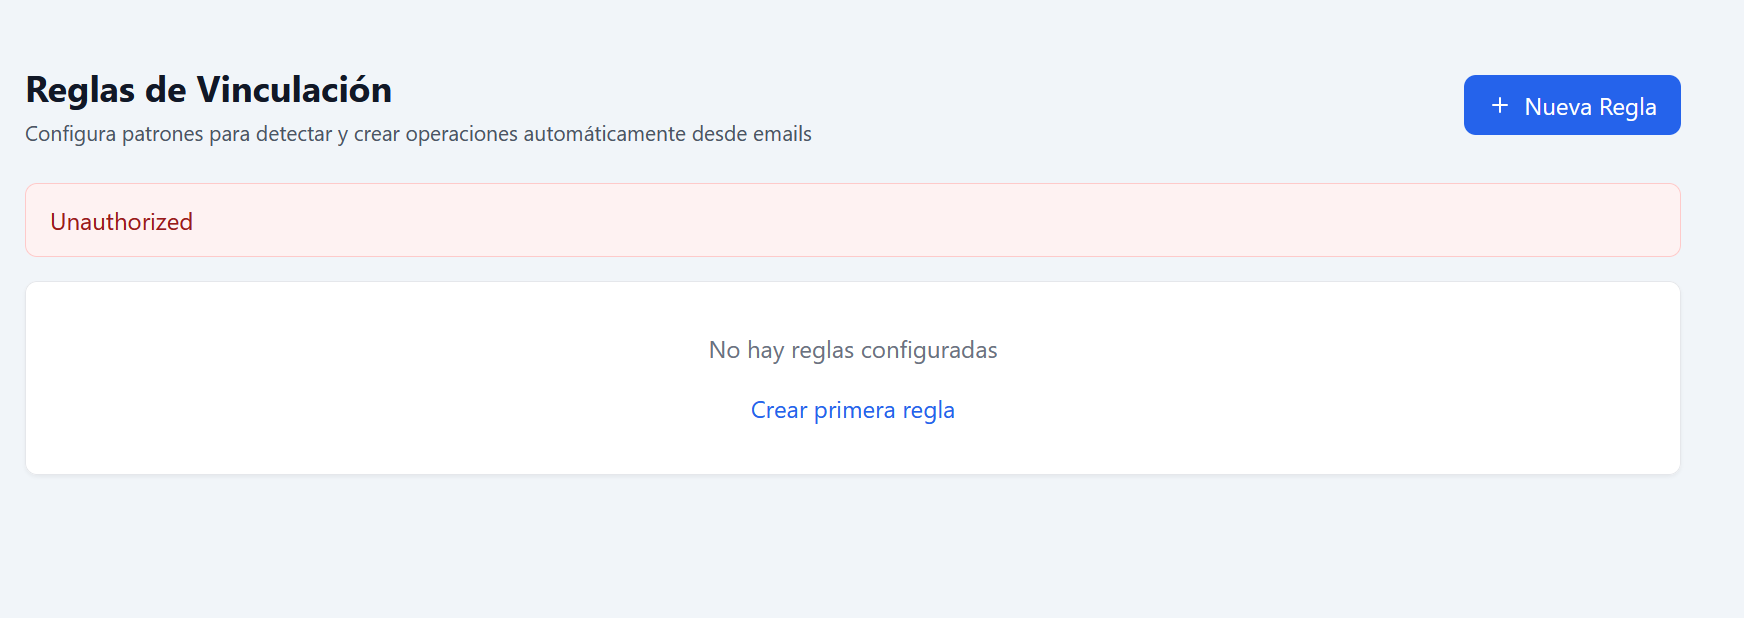 Reglas de Vinculación
Configura patrones para detectar y crear operaciones automáticamente desde emails
+ Nueva Regla
Unauthorized
No hay reglas configuradas
Crear primera regla